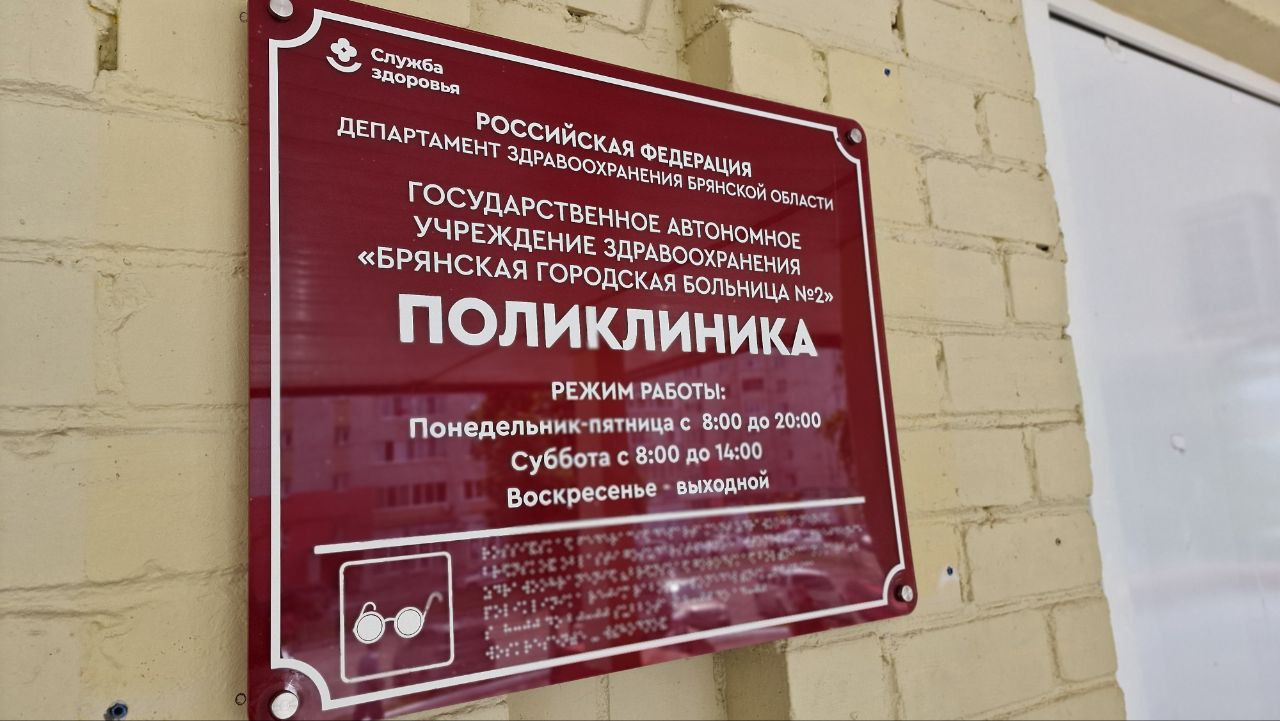 Служба
здоровья
РОССИЙСКАЯ ФЕДЕРАЦИЯ
ДЕПАРТАМЕНТ ЗДРАВООХРАНЕНИЯ БРЯНСКОЙ ОБЛАСТИ
ГОСУДАРСТВЕННОЕ АВТОНОМНОЕ
УЧРЕЖДЕНИЕ ЗДРАВООХРАНЕНИЯ
«БРЯНСКАЯ ГОРОДСКАЯ БОЛЬНИЦА №2»
ПОЛИКЛИНИКА
РЕЖИМ РАБОТЫ:
Понедельник-пятница с 8:00 до 20:00
Суббота с 8:00 до 14:00
Воскресенье - выходной